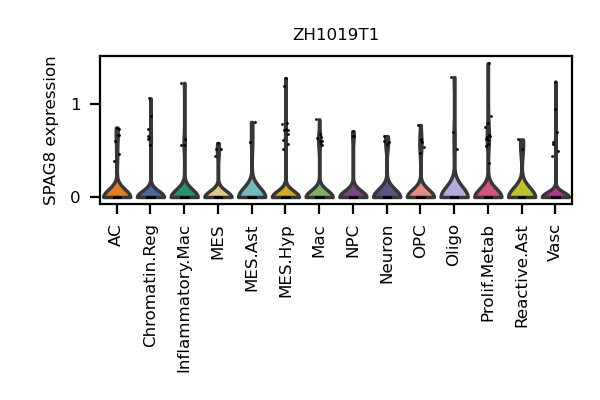 ZH1019T1
SPAG8 expression
1
0
AC
Chromatin.Reg
Inflammatory.Mac
MES
MES.Ast
MES.Hyp
Mac
NPC
Neuron
OPC
Oligo
Prolif.Metab
Reactive.Ast
Vasc